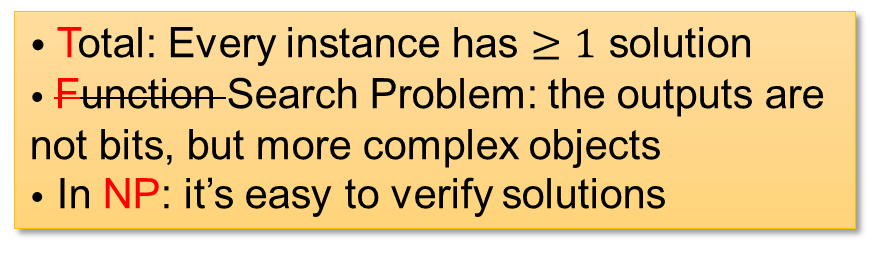 • Total: Every instance has ≥ 1 solution
• Function Search Problem: the outputs are
not bits, but more complex objects
• In NP: it’s easy to verify solutions